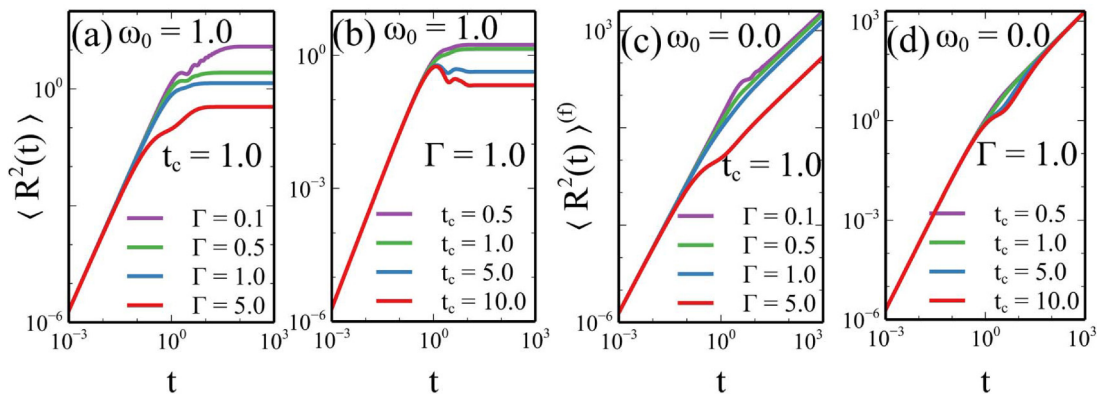 (a) ω₀ = 1.0
10⁰
10⁻⁶
⟨ R²(t) ⟩
t_c = 1.0
Γ = 0.1
Γ = 0.5
Γ = 1.0
Γ = 5.0
10⁻³ 10⁰ 10³
t
(b) ω₀ = 1.0
10⁰
10⁻³
10⁻⁶
Γ = 1.0
t_c = 0.5
t_c = 1.0
t_c = 5.0
t_c = 10.0
10⁻³ 10⁰ 10³
t
(c) ω₀ = 0.0
10³
10⁰
10⁻³
10⁻⁶
⟨ R²(t) ⟩⁽ᶠ⁾
t_c = 1.0
Γ = 0.1
Γ = 0.5
Γ = 1.0
Γ = 5.0
10⁻³ 10⁰ 10³
t
(d) ω₀ = 0.0
10³
10⁰
10⁻³
10⁻⁶
Γ = 1.0
t_c = 0.5
t_c = 1.0
t_c = 5.0
t_c = 10.0
10⁻³ 10⁰ 10³
t